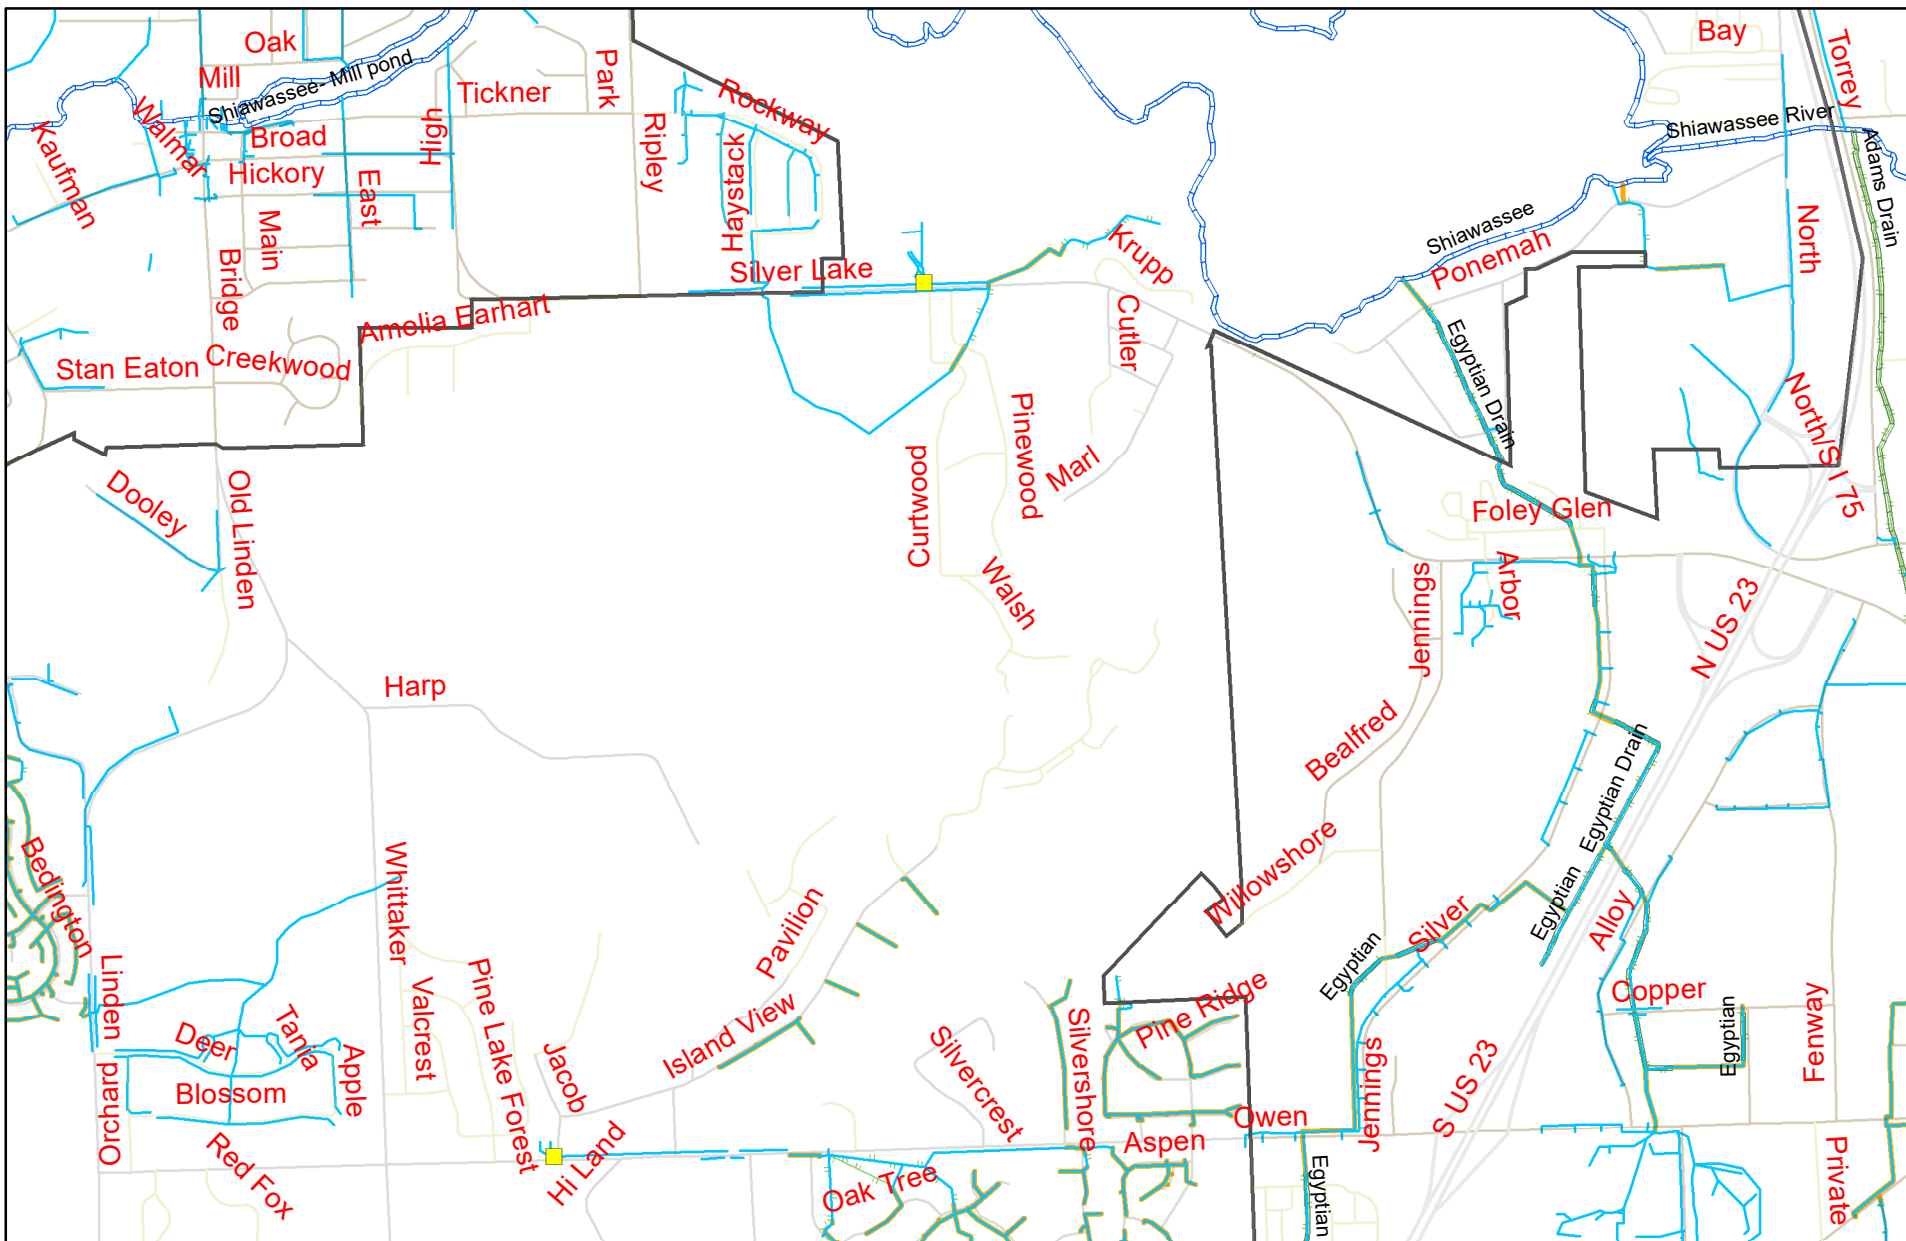 Oak
Bay
Torrey
Mill
Shiawassee- Mill pond
Tickner
Park
Rockway
Walmar
Broad
High
Ripley
Shiawassee River
Adams Drain
Kaufman
Hickory
East
Haystack
Main
Bridge
Silver Lake
Krupp
Shiawassee
Ponemah
North
Amelia Earhart
Cutler
Egyptian Drain
Stan Eaton
Creekwood
North/S I 75
Pinewood
Curtwood
Marl
Dooley
Old Linden
Foley Glen
Walsh
Jennings
Arbor
N US 23
Harp
Bealfred
Egyptian Drain
Bedington
Whittaker
Willowshore
Egyptian
Alloy
Pavilion
Silver
Egyptian
Linden
Valcrest
Pine Lake Forest
Island View
Silvershore
Pine Ridge
Copper
Egyptian
Fenway
Deer
Tania
Apple
Jacob
Silvercrest
Jennings
S US 23
Orchard
Blossom
Owen
Aspen
Red Fox
Hi Land
Oak Tree
Egyptian
Private